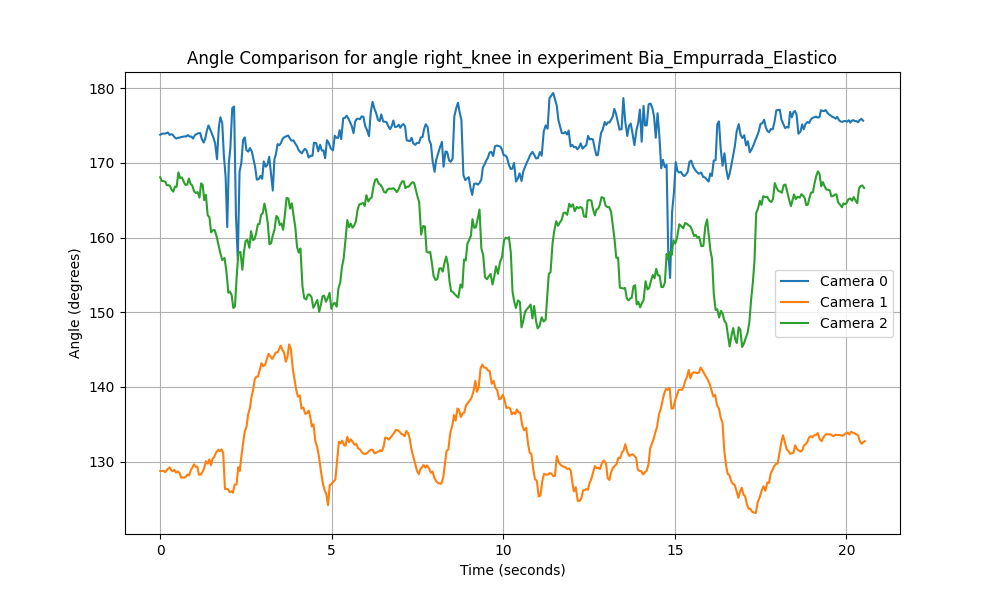 Angle Comparison for angle right_knee in experiment Bia_Empurrada_Elastico
180
170
160
150
140
130
Angle (degrees)
Camera 0
Camera 1
Camera 2
0 5 10 15 20
Time (seconds)